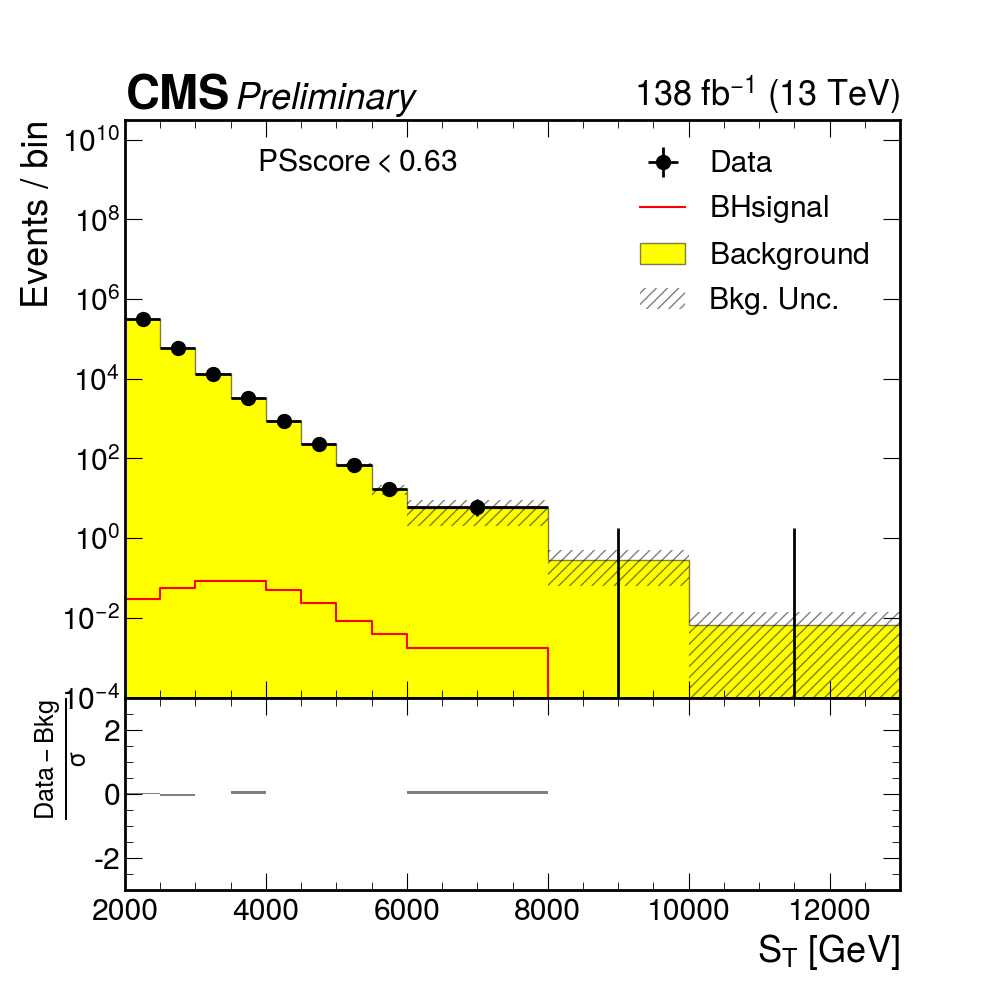 CMS Preliminary 138 fb⁻¹ (13 TeV)
Events / bin
10¹⁰
10⁸
10⁶
10⁴
10²
10⁰
10⁻²
10⁻⁴
PSscore < 0.63
Data
BHsignal
Background
Bkg. Unc.
Data − Bkg
σ
2
0
-2
2000 4000 6000 8000 10000 12000
S_T [GeV]